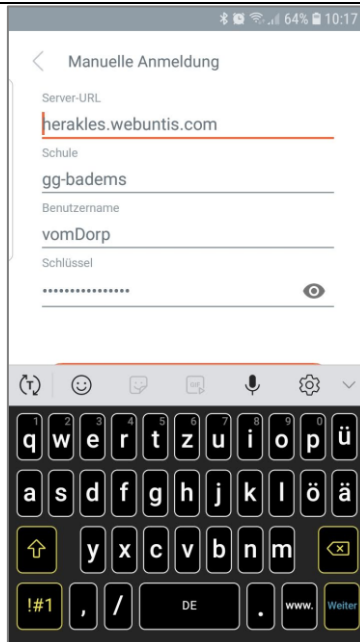 64% 10:17
Manuelle Anmeldung
Server-URL
herakles.webuntis.com
Schule
gg-badems
Benutzername
vomDorp
Schlüssel
••••••••••••••••
1 2 3 4 5 6 7 8 9 0
q w e r t z u i o p ü
a s d f g h j k l ö ä
y x c v b n m
!#1 , / DE . www. Weiter